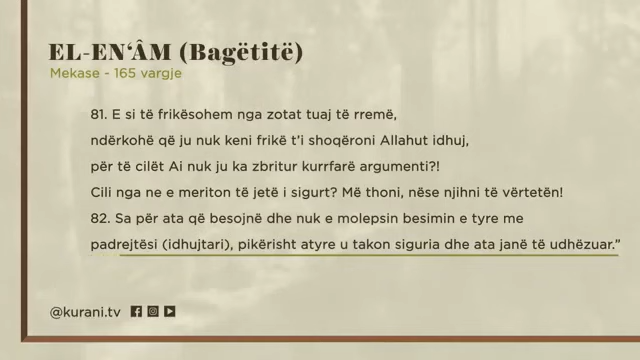 EL-EN‘ÂM (Bagëtitë)
Mekase - 165 vargje
81. E si të frikësohem nga zotat tuaj të rremë,
ndërkohë që ju nuk keni frikë t’i shoqëroni Allahut idhuj,
për të cilët Ai nuk ju ka zbritur kurrfarë argumenti?!
Cili nga ne e meriton të jetë i sigurt? Më thoni, nëse njihni të vërtetën!
82. Sa për ata që besojnë dhe nuk e molepsin besimin e tyre me
padrejtësi (idhujtari), pikërisht atyre u takon siguria dhe ata janë të udhëzuar.”
@kurani.tv